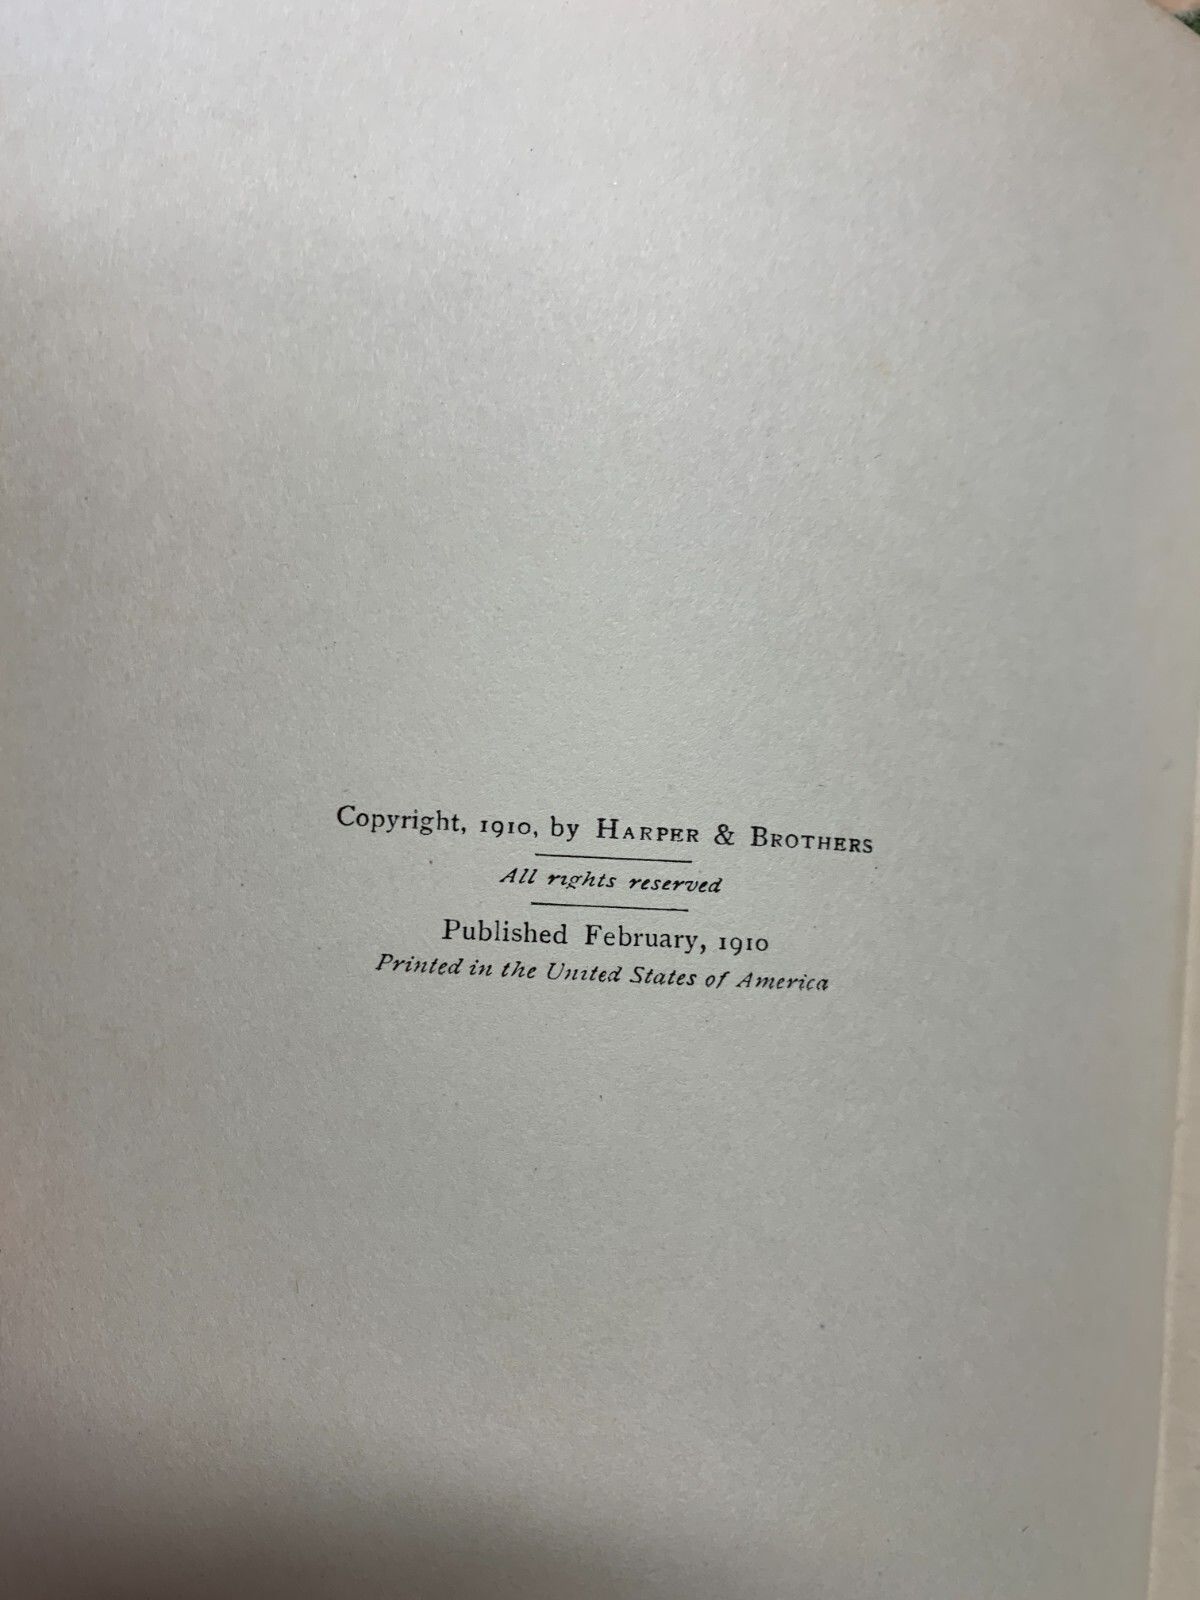 Copyright, 1910, by HARPER & BROTHERS
All rights reserved
Published February, 1910
Printed in the United States of America